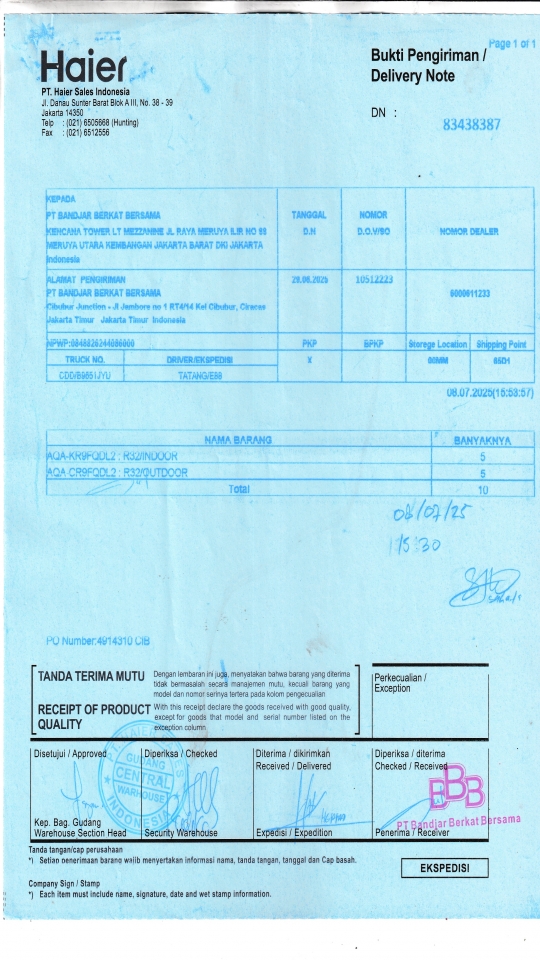 Page 1 of 1
Haier
Bukti Pengiriman /
Delivery Note
PT. Haier Sales Indonesia
Jl. Danau Sunter Barat Blok A III, No. 38 - 39
Jakarta 14350
Telp : (021) 6505668 (Hunting)
Fax : (021) 6512556
DN :
83438387
KEPADA
PT BANDJAR BERKAT BERSAMA
KENCANA TOWER LT MEZZANINE JL RAYA MERUYA ILIR NO 88
MERUYA UTARA KEMBANGAN JAKARTA BARAT DKI JAKARTA
Indonesia
TANGGAL
D.N
NOMOR
D.O./SO
NOMOR DEALER
ALAMAT PENGIRIMAN
PT BANDJAR BERKAT BERSAMA
Cibubur Junction - Jl Jambore no 1 RT4/14 Kel Cibubur, Ciracas
Jakarta Timur Jakarta Timur Indonesia
10512223
NPWP:
PKP
BPKP
Storege Location
Shipping Point
TRUCK NO.
DRIVER/EKSPEDISI
X
TATANG/E88
08.07.2025(15:53:57)
NAMA BARANG BANYAKNYA
AQA-KR9FQDL2 : R32/INDOOR 5
AQA-CR9FQDL2 : R32/OUTDOOR 5
Total 10
08/07/25
15:30
PO Number:4914310 CIB
TANDA TERIMA MUTU
Dengan lembaran ini juga, menyatakan bahwa barang yang diterima
tidak bermasalah secara manajemen mutu, kecuali barang yang
model dan nomor serinya tertera pada kolom pengecualian
RECEIPT OF PRODUCT
QUALITY
With this receipt declare the goods received with good quality,
except for goods that model and serial number listed on the
exception column
Perkecualian /
Exception
Disetujui / Approved
Diperiksa / Checked
Diterima / dikirimkan
Received / Delivered
Diperiksa / diterima
Checked / Received
GUDANG
CENTRAL
WAREHOUSE
INDONESIA
BBB
PT Bandjar Berkat Bersama
Kep. Bag. Gudang
Warehouse Section Head
Security Warehouse
Expedisi / Expedition
Penerima / Receiver
Tanda tangan/cap perusahaan
*) Setiap penerimaan barang wajib menyertakan informasi nama, tanda tangan, tanggal dan Cap basah.
EKSPEDISI
Company Sign / Stamp
*) Each item must include name, signature, date and wet stamp information.